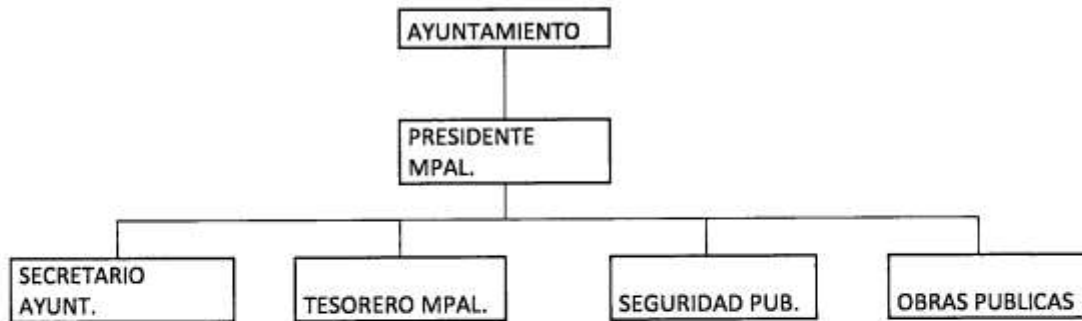 AYUNTAMIENTO
PRESIDENTE
MPAL.
SECRETARIO
AYUNT.
TESORERO MPAL.
SEGURIDAD PUB.
OBRAS PUBLICAS